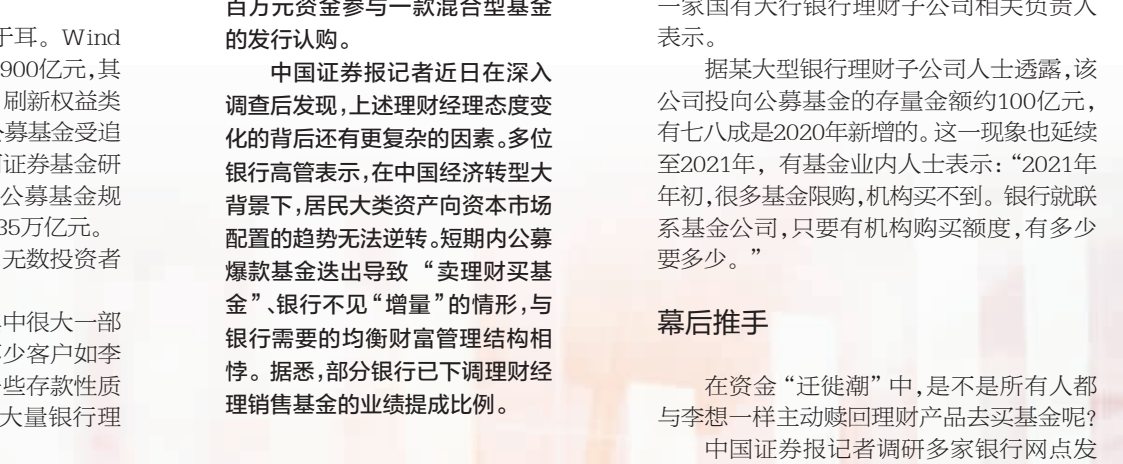 于耳。Wind
900亿元,其
刷新权益类
公募基金受追
证券基金研
公募基金规
35万亿元。
无数投资者
中很大一部
少客户如李
些存款性质
大量银行理
百万元资金参与一款混合型基金
的发行认购。
中国证券报记者近日在深入
调查后发现,上述理财经理态度变
化的背后还有更复杂的因素。多位
银行高管表示,在中国经济转型大
背景下,居民大类资产向资本市场
配置的趋势无法逆转。短期内公募
爆款基金迭出导致“卖理财买基
金”、银行不见“增量”的情形,与
银行需要的均衡财富管理结构相
悖。据悉,部分银行已下调理财经
理销售基金的业绩提成比例。
一家国有大行银行理财子公司相关负责人
表示。
据某大型银行理财子公司人士透露,该
公司投向公募基金的存量金额约100亿元,
有七八成是2020年新增的。这一现象也延续
至2021年,有基金业内人士表示:“2021年
年初,很多基金限购,机构买不到。银行就联
系基金公司,只要有机构购买额度,有多少
要多少。”
幕后推手
在资金“迁徙潮”中,是不是所有人都
与李想一样主动赎回理财产品去买基金呢?
中国证券报记者调研多家银行网点发